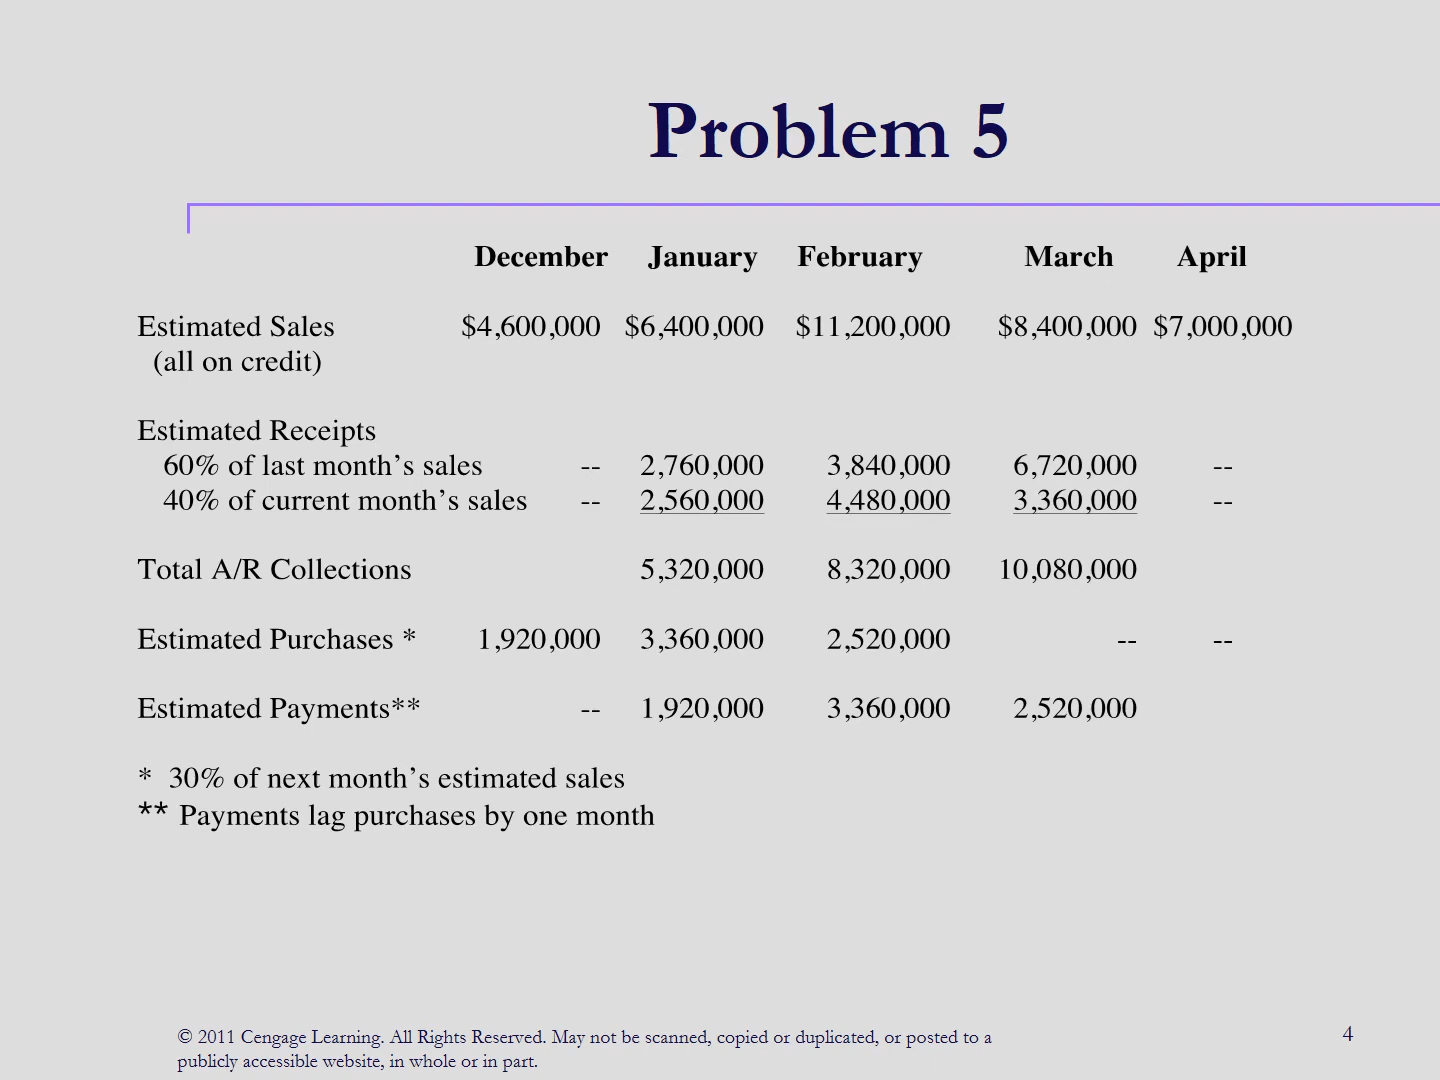 Problem 5
December January February March April
Estimated Sales $4,600,000 $6,400,000 $11,200,000 $8,400,000 $7,000,000
(all on credit)
Estimated Receipts
60% of last month’s sales -- 2,760,000 3,840,000 6,720,000 --
40% of current month’s sales -- 2,560,000 4,480,000 3,360,000 --
Total A/R Collections 5,320,000 8,320,000 10,080,000
Estimated Purchases * 1,920,000 3,360,000 2,520,000 -- --
Estimated Payments** -- 1,920,000 3,360,000 2,520,000
* 30% of next month’s estimated sales
** Payments lag purchases by one month
© 2011 Cengage Learning. All Rights Reserved. May not be scanned, copied or duplicated, or posted to a
publicly accessible website, in whole or in part.
4